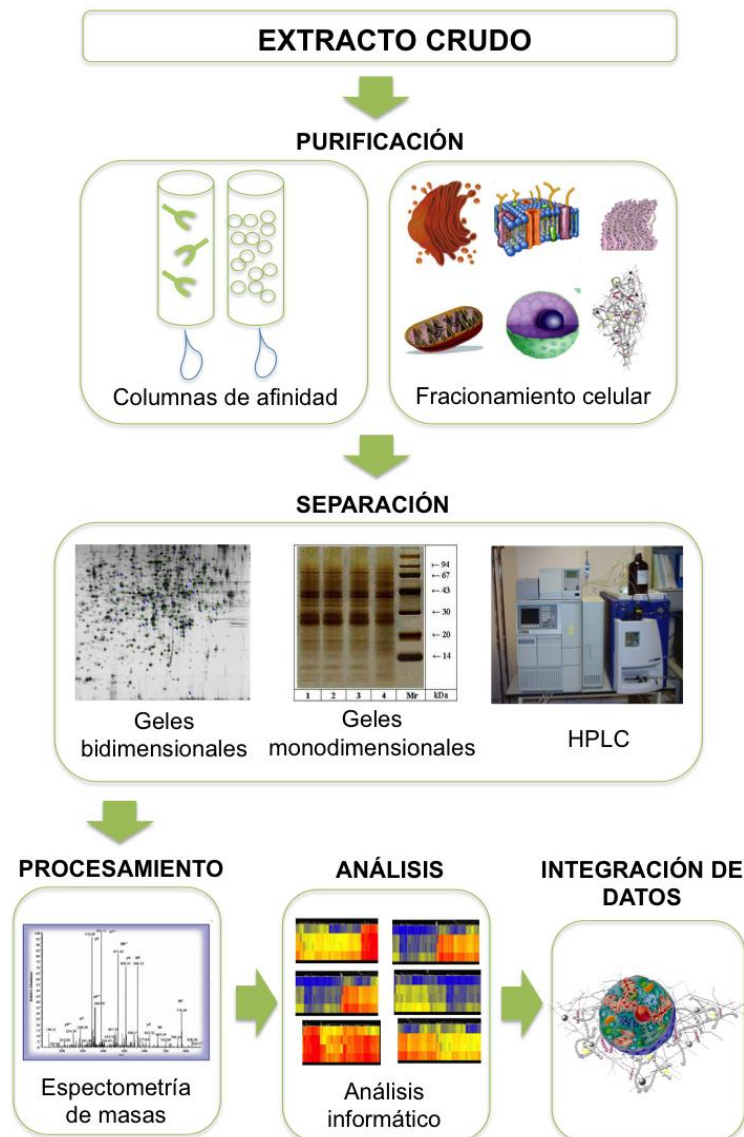 EXTRACTO CRUDO
PURIFICACIÓN
Columnas de afinidad
Fracionamiento celular
SEPARACIÓN
← 94
← 67
← 43
← 30
← 20
← 14
1 2 3 4 Mr kDa
Geles
bidimensionales
Geles
monodimensionales
HPLC
PROCESAMIENTO
Espectometría
de masas
ANÁLISIS
Análisis
informático
INTEGRACIÓN DE
DATOS